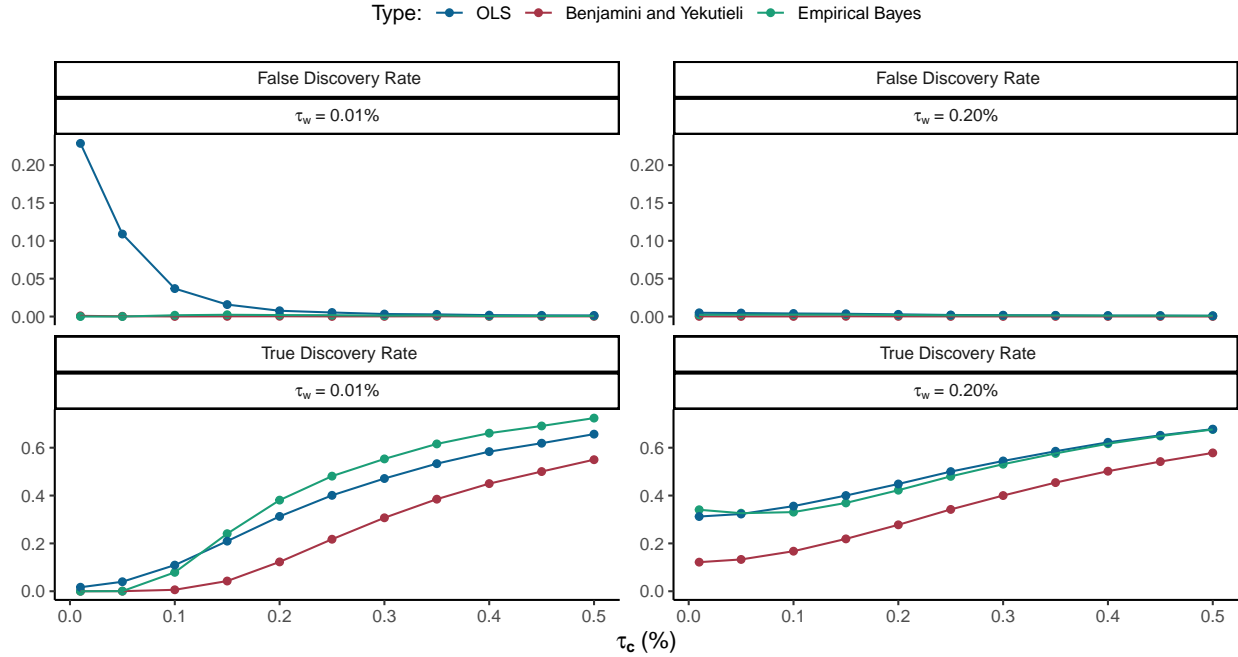 Type: OLS Benjamini and Yekutieli Empirical Bayes
False Discovery Rate
τw = 0.01%
0.20
0.15
0.10
0.05
0.00
False Discovery Rate
τw = 0.20%
0.20
0.15
0.10
0.05
0.00
True Discovery Rate
τw = 0.01%
0.6
0.4
0.2
0.0
0.0 0.1 0.2 0.3 0.4 0.5
True Discovery Rate
τw = 0.20%
0.6
0.4
0.2
0.0
0.0 0.1 0.2 0.3 0.4 0.5
τc (%)